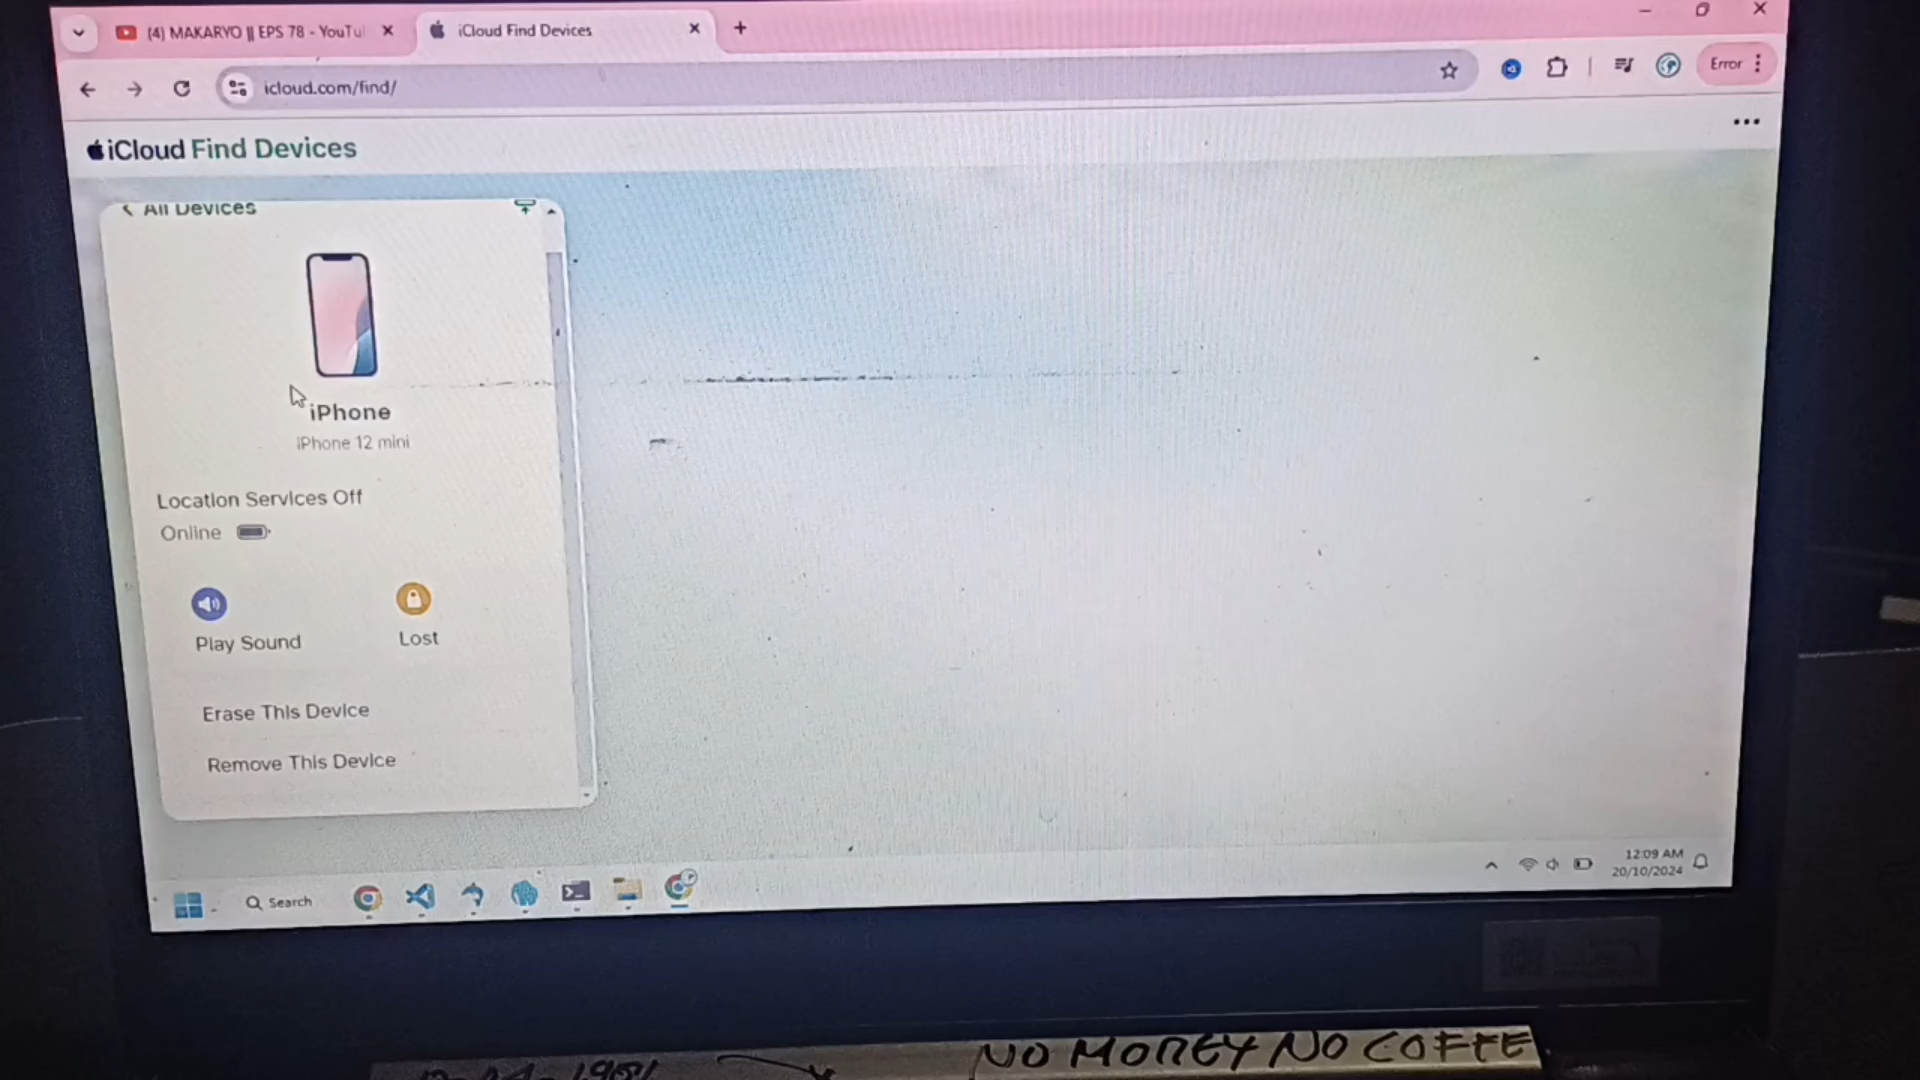 (4) MAKARYO || EPS 78 - YouTu
iCloud Find Devices
icloud.com/find/
Error
iCloud Find Devices
All Devices
iPhone
iPhone 12 mini
Location Services Off
Online
Play Sound
Lost
Erase This Device
Remove This Device
Search
12:09 AM
20/10/2024
NO MONEY NO COFFE